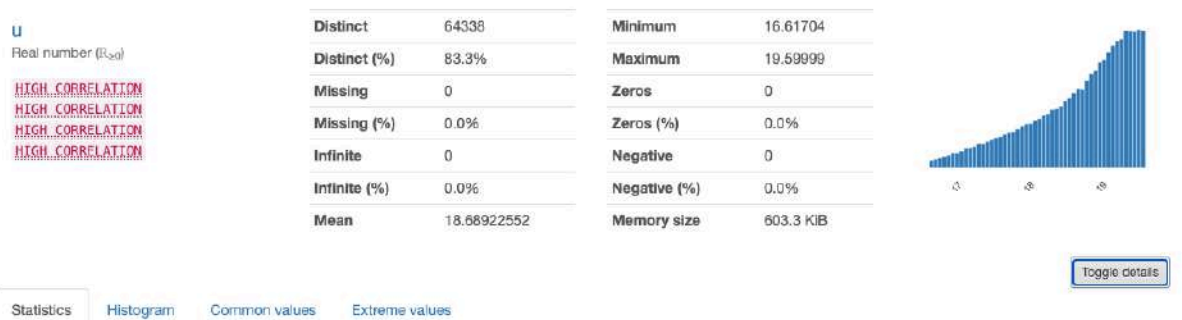 u
Real number (ℝ≥0)
HIGH CORRELATION
HIGH CORRELATION
HIGH CORRELATION
HIGH CORRELATION
Distinct 64338
Distinct (%) 83.3%
Missing 0
Missing (%) 0.0%
Infinite 0
Infinite (%) 0.0%
Mean 18.68922552
Minimum 16.61704
Maximum 19.59999
Zeros 0
Zeros (%) 0.0%
Negative 0
Negative (%) 0.0%
Memory size 603.3 KiB
17 18 19
Toggle details
Statistics Histogram Common values Extreme values